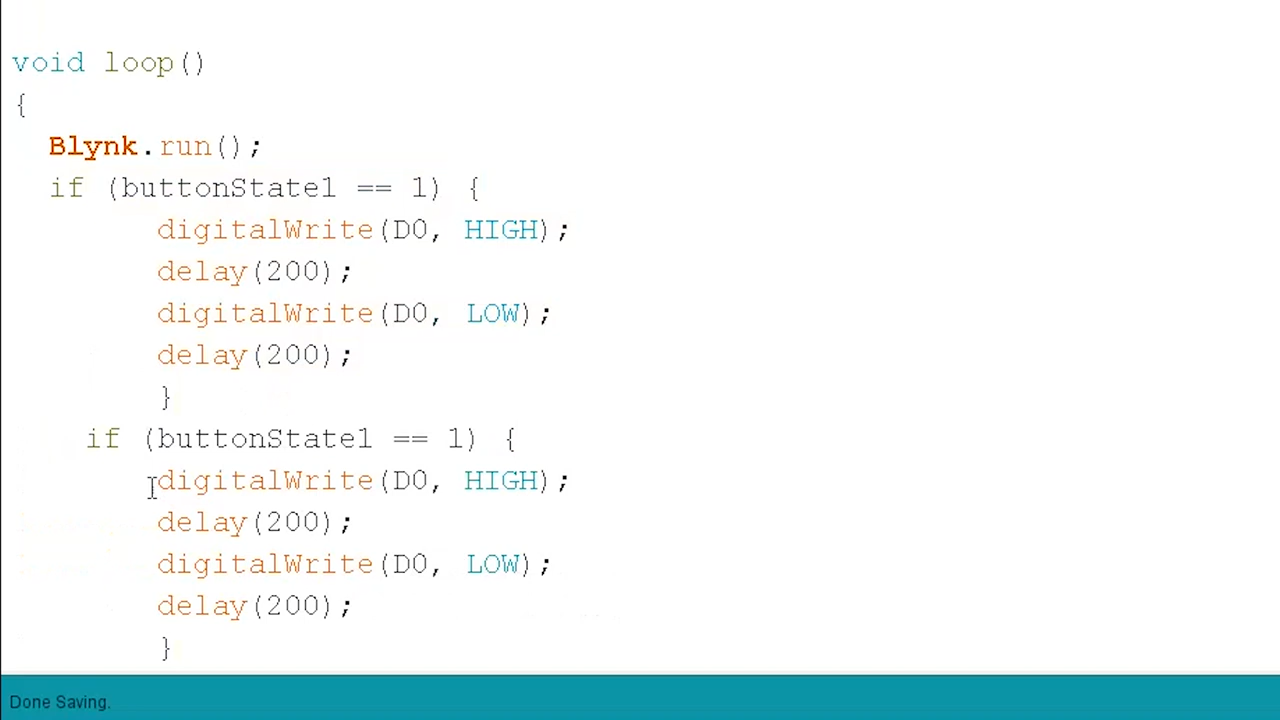 void loop()
{
Blynk.run();
if (buttonState1 == 1) {
digitalWrite(D0, HIGH);
delay(200);
digitalWrite(D0, LOW);
delay(200);
}
if (buttonState1 == 1) {
digitalWrite(D0, HIGH);
delay(200);
digitalWrite(D0, LOW);
delay(200);
}
Done Saving.